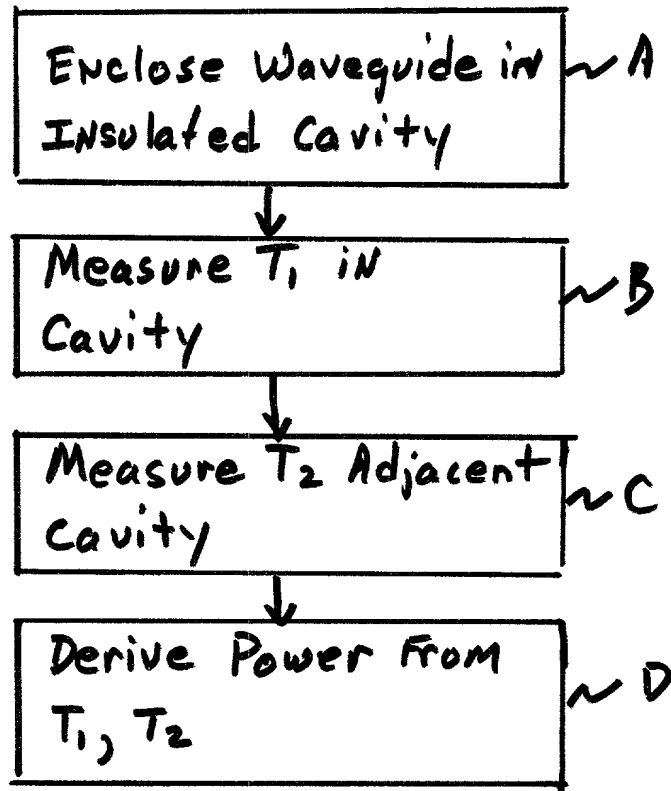 Enclose Waveguide in
Insulated Cavity
A
Measure T₁ in
Cavity
B
Measure T₂ Adjacent
Cavity
C
Derive Power From
T₁, T₂
D